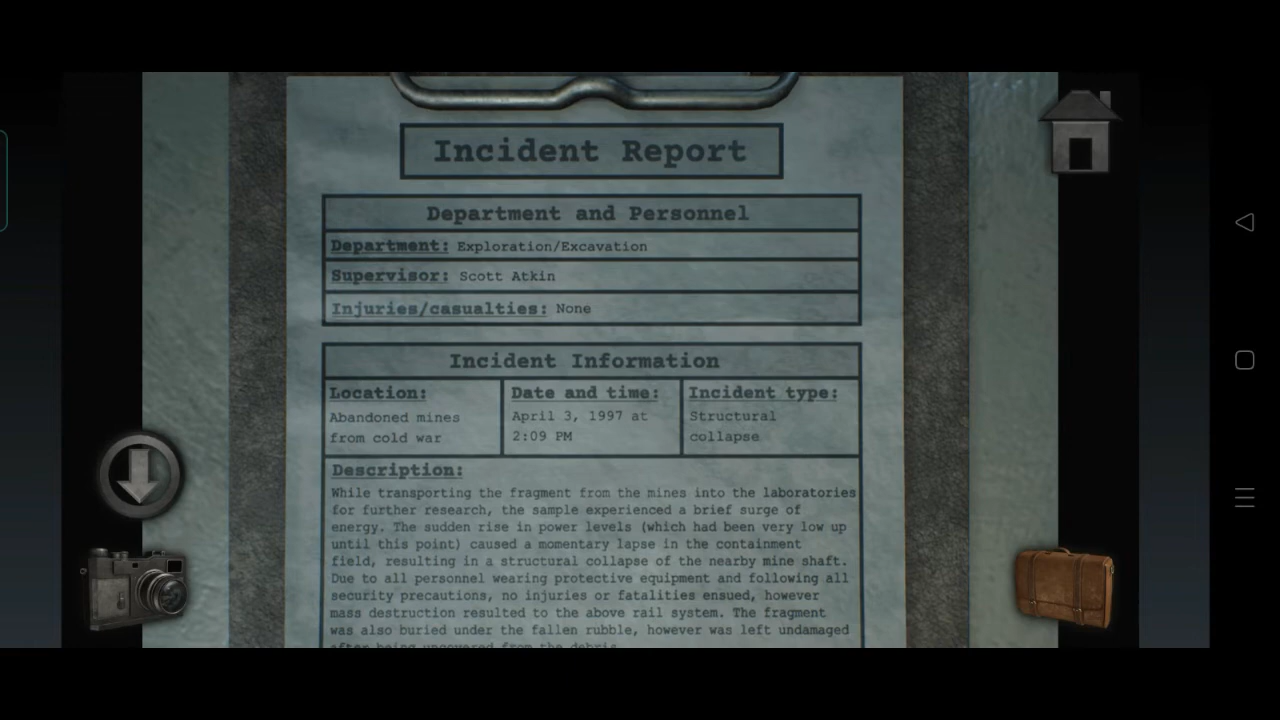 Incident Report
Department and Personnel
Department: Exploration/Excavation
Supervisor: Scott Atkin
Injuries/casualties: None
Incident Information
Location:
Abandoned mines
from cold war
Date and time:
April 3, 1997 at
2:09 PM
Incident type:
Structural
collapse
Description:
While transporting the fragment from the mines into the laboratories
for further research, the sample experienced a brief surge of
energy. The sudden rise in power levels (which had been very low up
until this point) caused a momentary lapse in the containment
field, resulting in a structural collapse of the nearby mine shaft.
Due to all personnel wearing protective equipment and following all
security precautions, no injuries or fatalities ensued, however
mass destruction resulted to the above rail system. The fragment
was also buried under the fallen rubble, however was left undamaged
after being uncovered from the debris.